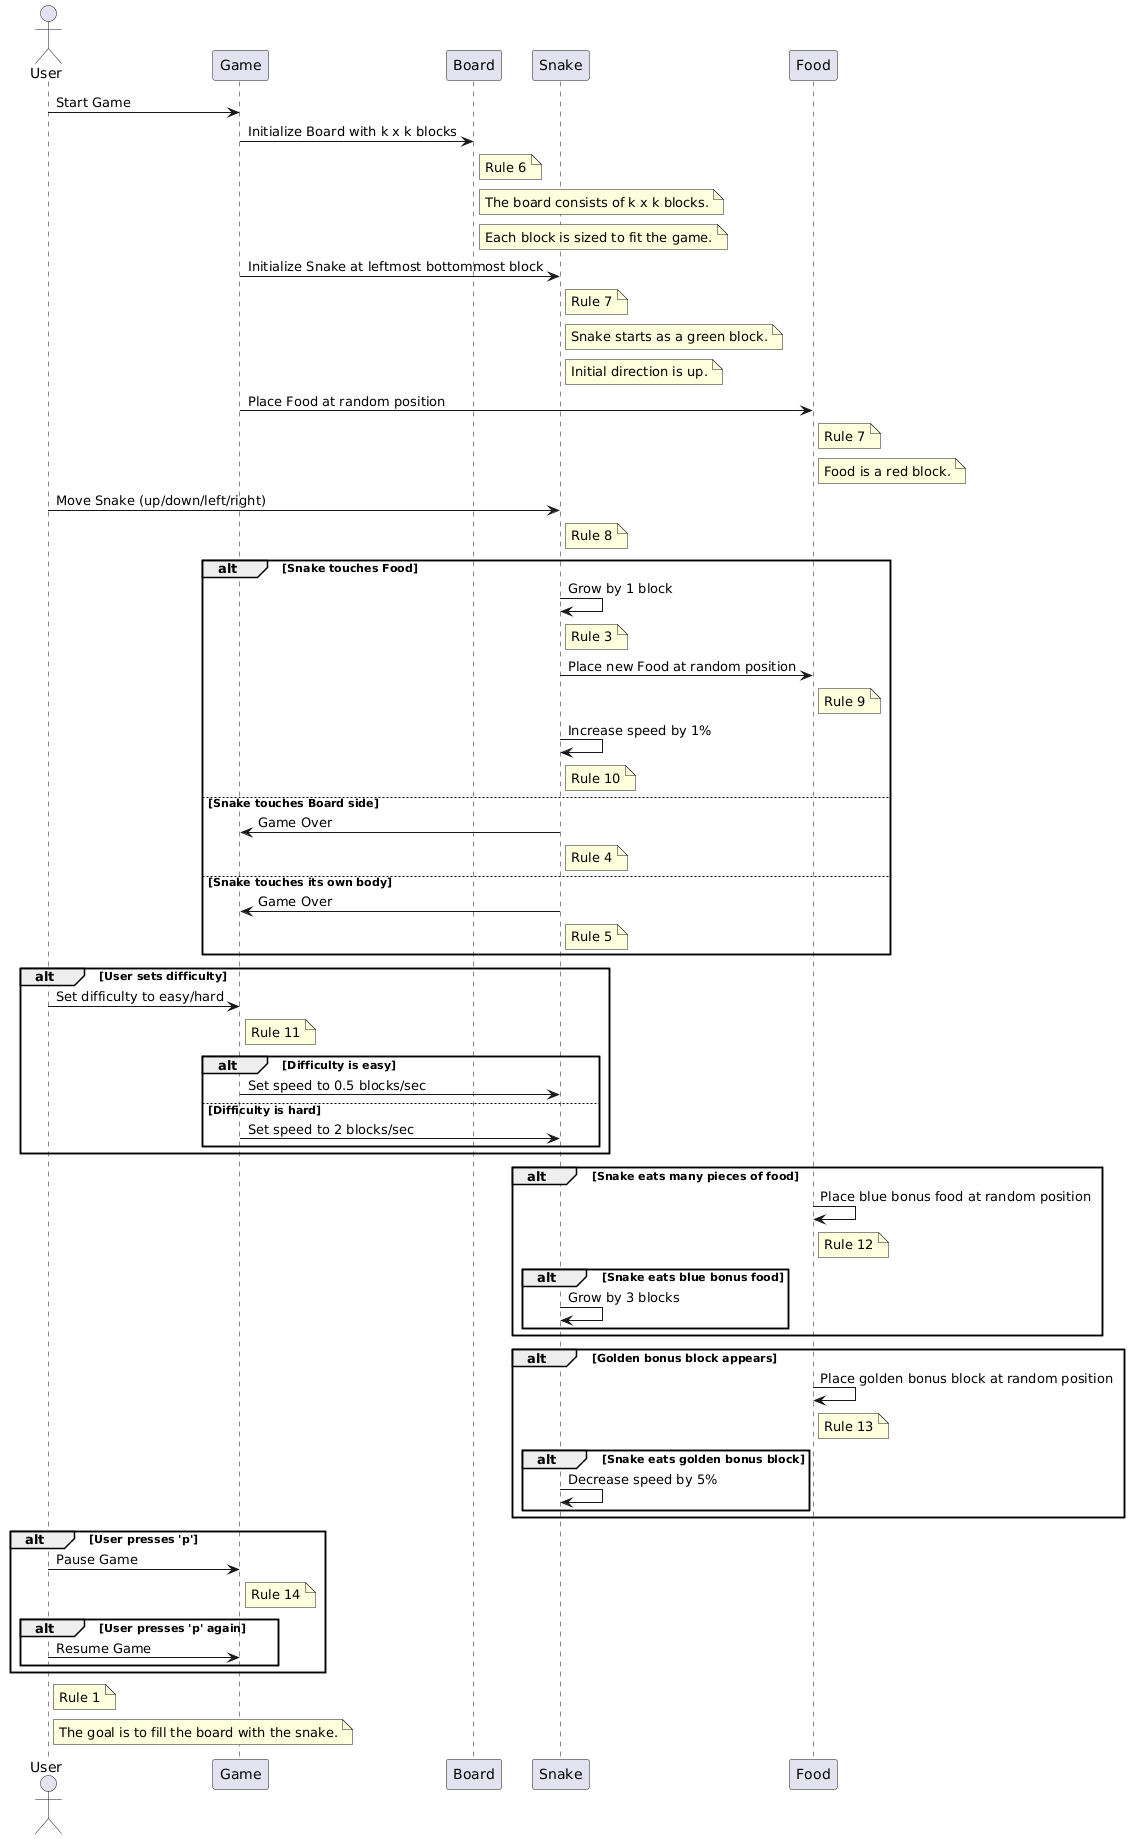 User
Game
Board
Snake
Food
Start Game
Initialize Board with k x k blocks
Rule 6
The board consists of k x k blocks.
Each block is sized to fit the game.
Initialize Snake at leftmost bottommost block
Rule 7
Snake starts as a green block.
Initial direction is up.
Place Food at random position
Rule 7
Food is a red block.
Move Snake (up/down/left/right)
Rule 8
alt [Snake touches Food]
Grow by 1 block
Rule 3
Place new Food at random position
Rule 9
Increase speed by 1%
Rule 10
[Snake touches Board side]
Game Over
Rule 4
[Snake touches its own body]
Game Over
Rule 5
alt [User sets difficulty]
Set difficulty to easy/hard
Rule 11
alt [Difficulty is easy]
Set speed to 0.5 blocks/sec
[Difficulty is hard]
Set speed to 2 blocks/sec
alt [Snake eats many pieces of food]
Place blue bonus food at random position
Rule 12
alt [Snake eats blue bonus food]
Grow by 3 blocks
alt [Golden bonus block appears]
Place golden bonus block at random position
Rule 13
alt [Snake eats golden bonus block]
Decrease speed by 5%
alt [User presses 'p']
Pause Game
Rule 14
alt [User presses 'p' again]
Resume Game
Rule 1
The goal is to fill the board with the snake.
User
Game
Board
Snake
Food